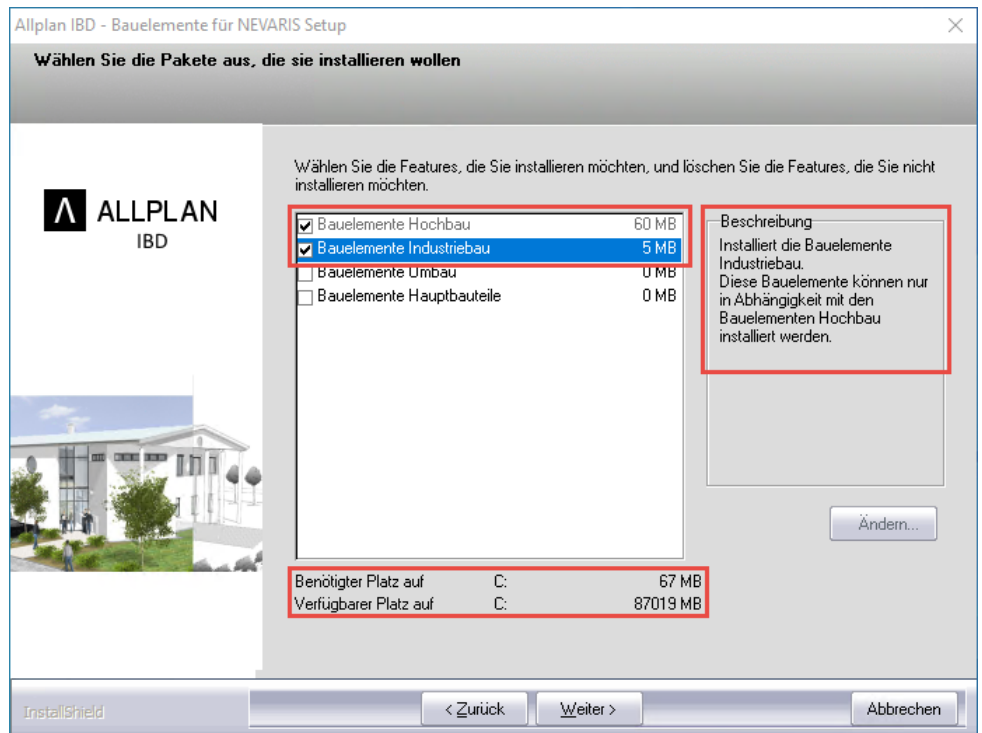 Allplan IBD - Bauelemente für NEVARIS Setup
Wählen Sie die Pakete aus, die sie installieren wollen
ALLPLAN
IBD
Wählen Sie die Features, die Sie installieren möchten, und löschen Sie die Features, die Sie nicht
installieren möchten.
Bauelemente Hochbau 60 MB
Bauelemente Industriebau 5 MB
Bauelemente Umbau 0 MB
Bauelemente Hauptbauteile 0 MB
Beschreibung
Installiert die Bauelemente
Industriebau.
Diese Bauelemente können nur
in Abhängigkeit mit den
Bauelementen Hochbau
installiert werden.
Ändern...
Benötigter Platz auf C: 67 MB
Verfügbarer Platz auf C: 87019 MB
InstallShield
< Zurück
Weiter >
Abbrechen